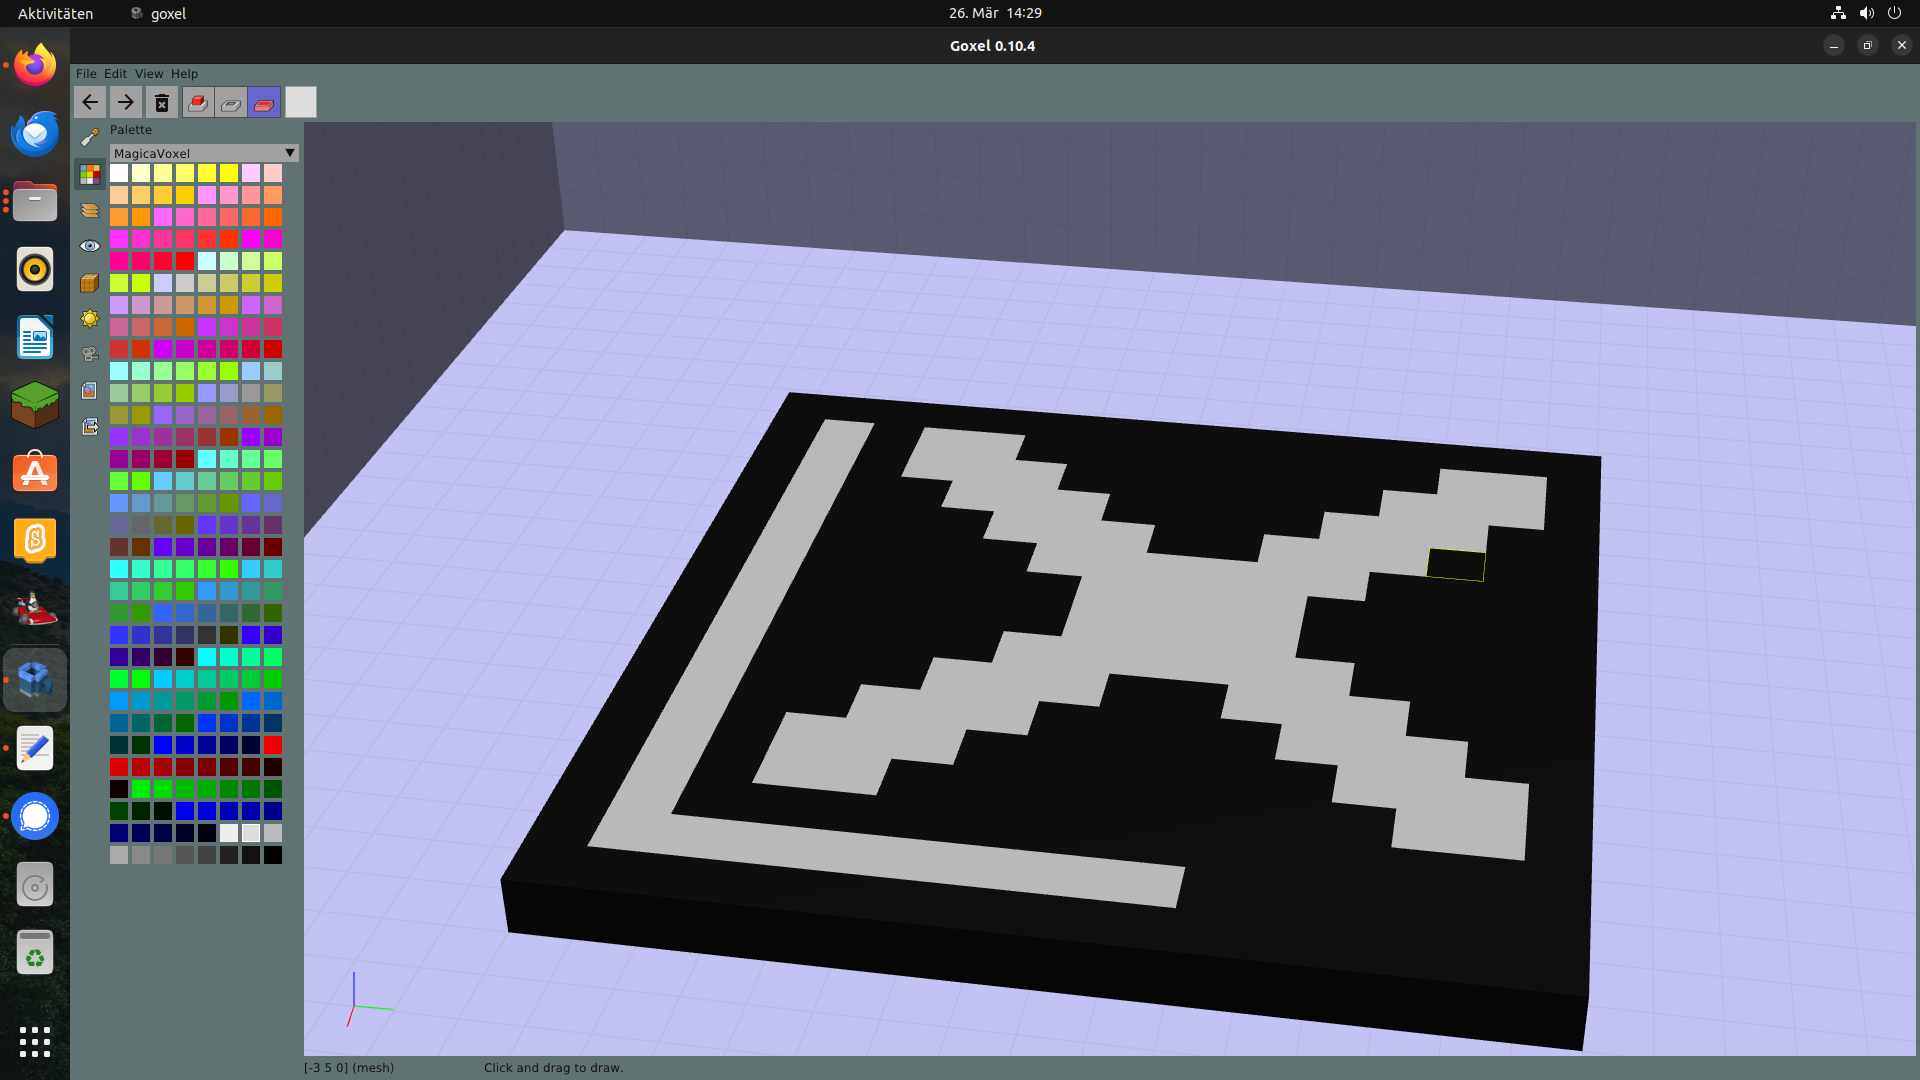 Aktivitäten goxel 26. Mär 14:29
Goxel 0.10.4
File Edit View Help
Palette
MagicaVoxel
[-3 5 0] (mesh) Click and drag to draw.